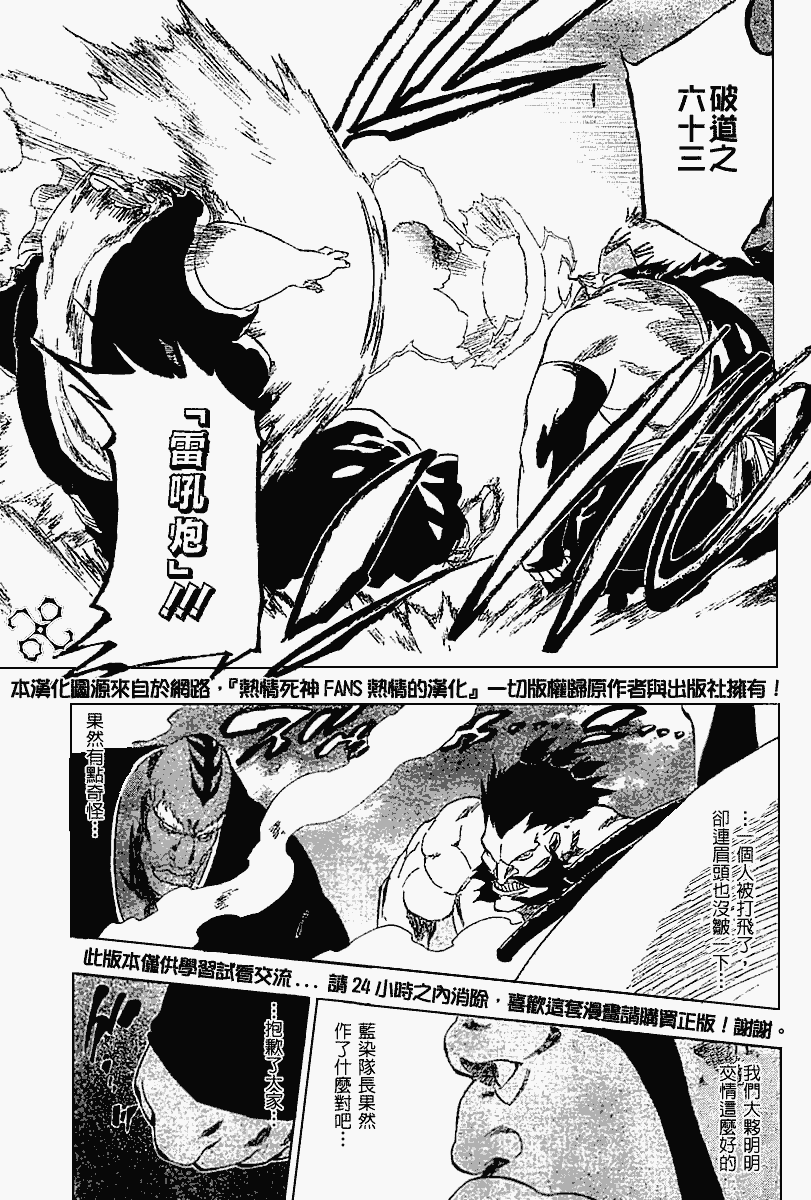 破道之
六十三
「雷吼炮」!!!
本漢化圖源來自於網路，『熱情死神FANS熱情的漢化』一切版權歸原作者與出版社擁有！
…一個人被打飛了，
卻連眉頭也沒皺一下…
果然有點奇怪…
此版本僅供學習試看交流...請24小時之內消除，喜歡這套漫畫請購買正版！謝謝。
我們大夥明明
交情這麼好的
藍染隊長果然
作了什麼對吧…
…抱歉了大家…